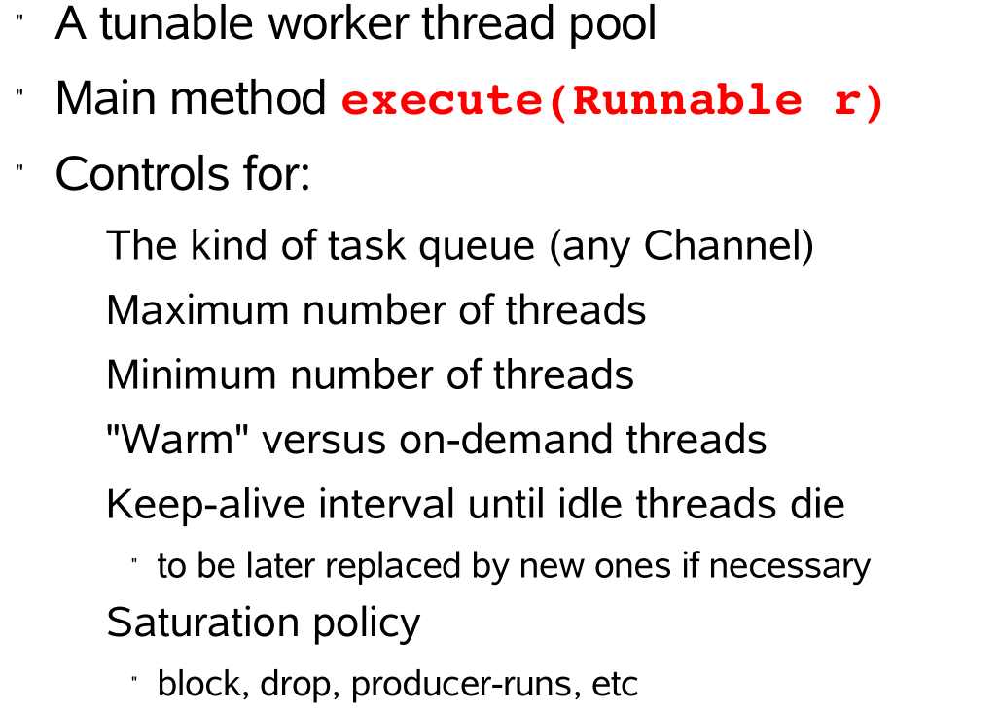 " A tunable worker thread pool
" Main method execute(Runnable r)
" Controls for:
The kind of task queue (any Channel)
Maximum number of threads
Minimum number of threads
"Warm" versus on-demand threads
Keep-alive interval until idle threads die
" to be later replaced by new ones if necessary
Saturation policy
" block, drop, producer-runs, etc